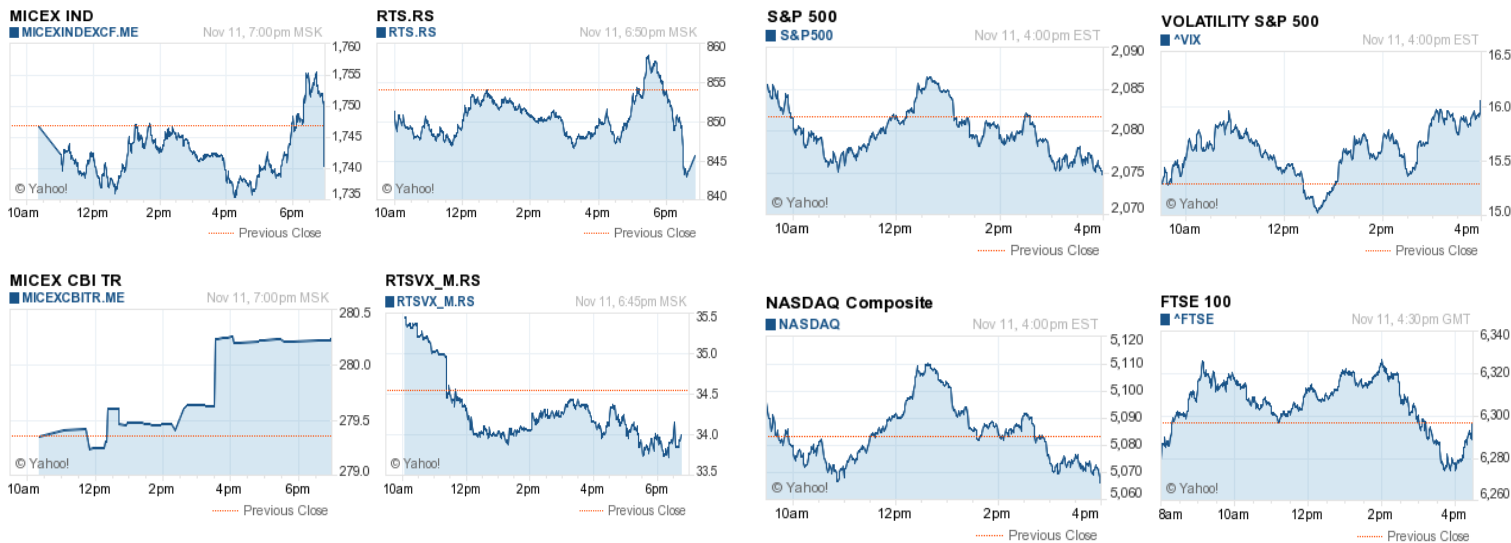 MICEX IND
MICEXINDEXCF.ME Nov 11, 7:00pm MSK
1,760
1,755
1,750
1,745
1,740
1,735
© Yahoo!
10am 12pm 2pm 4pm 6pm
Previous Close
RTS.RS
RTS.RS Nov 11, 6:50pm MSK
860
855
850
845
840
© Yahoo!
10am 12pm 2pm 4pm 6pm
Previous Close
S&P 500
S&P500 Nov 11, 4:00pm EST
2,090
2,085
2,080
2,075
2,070
© Yahoo!
10am 12pm 2pm 4pm
Previous Close
VOLATILITY S&P 500
^VIX Nov 11, 4:00pm EST
16.5
16.0
15.5
15.0
© Yahoo!
10am 12pm 2pm 4pm
Previous Close
MICEX CBI TR
MICEXCBITR.ME Nov 11, 7:00pm MSK
280.5
280.0
279.5
279.0
© Yahoo!
10am 12pm 2pm 4pm 6pm
Previous Close
RTSVX_M.RS
RTSVX_M.RS Nov 11, 6:45pm MSK
35.5
35.0
34.5
34.0
33.5
© Yahoo!
10am 12pm 2pm 4pm 6pm
Previous Close
NASDAQ Composite
NASDAQ Nov 11, 4:00pm EST
5,120
5,110
5,100
5,090
5,080
5,070
5,060
© Yahoo!
10am 12pm 2pm 4pm
Previous Close
FTSE 100
^FTSE Nov 11, 4:30pm GMT
6,340
6,320
6,300
6,280
6,260
© Yahoo!
8am 10am 12pm 2pm 4pm
Previous Close